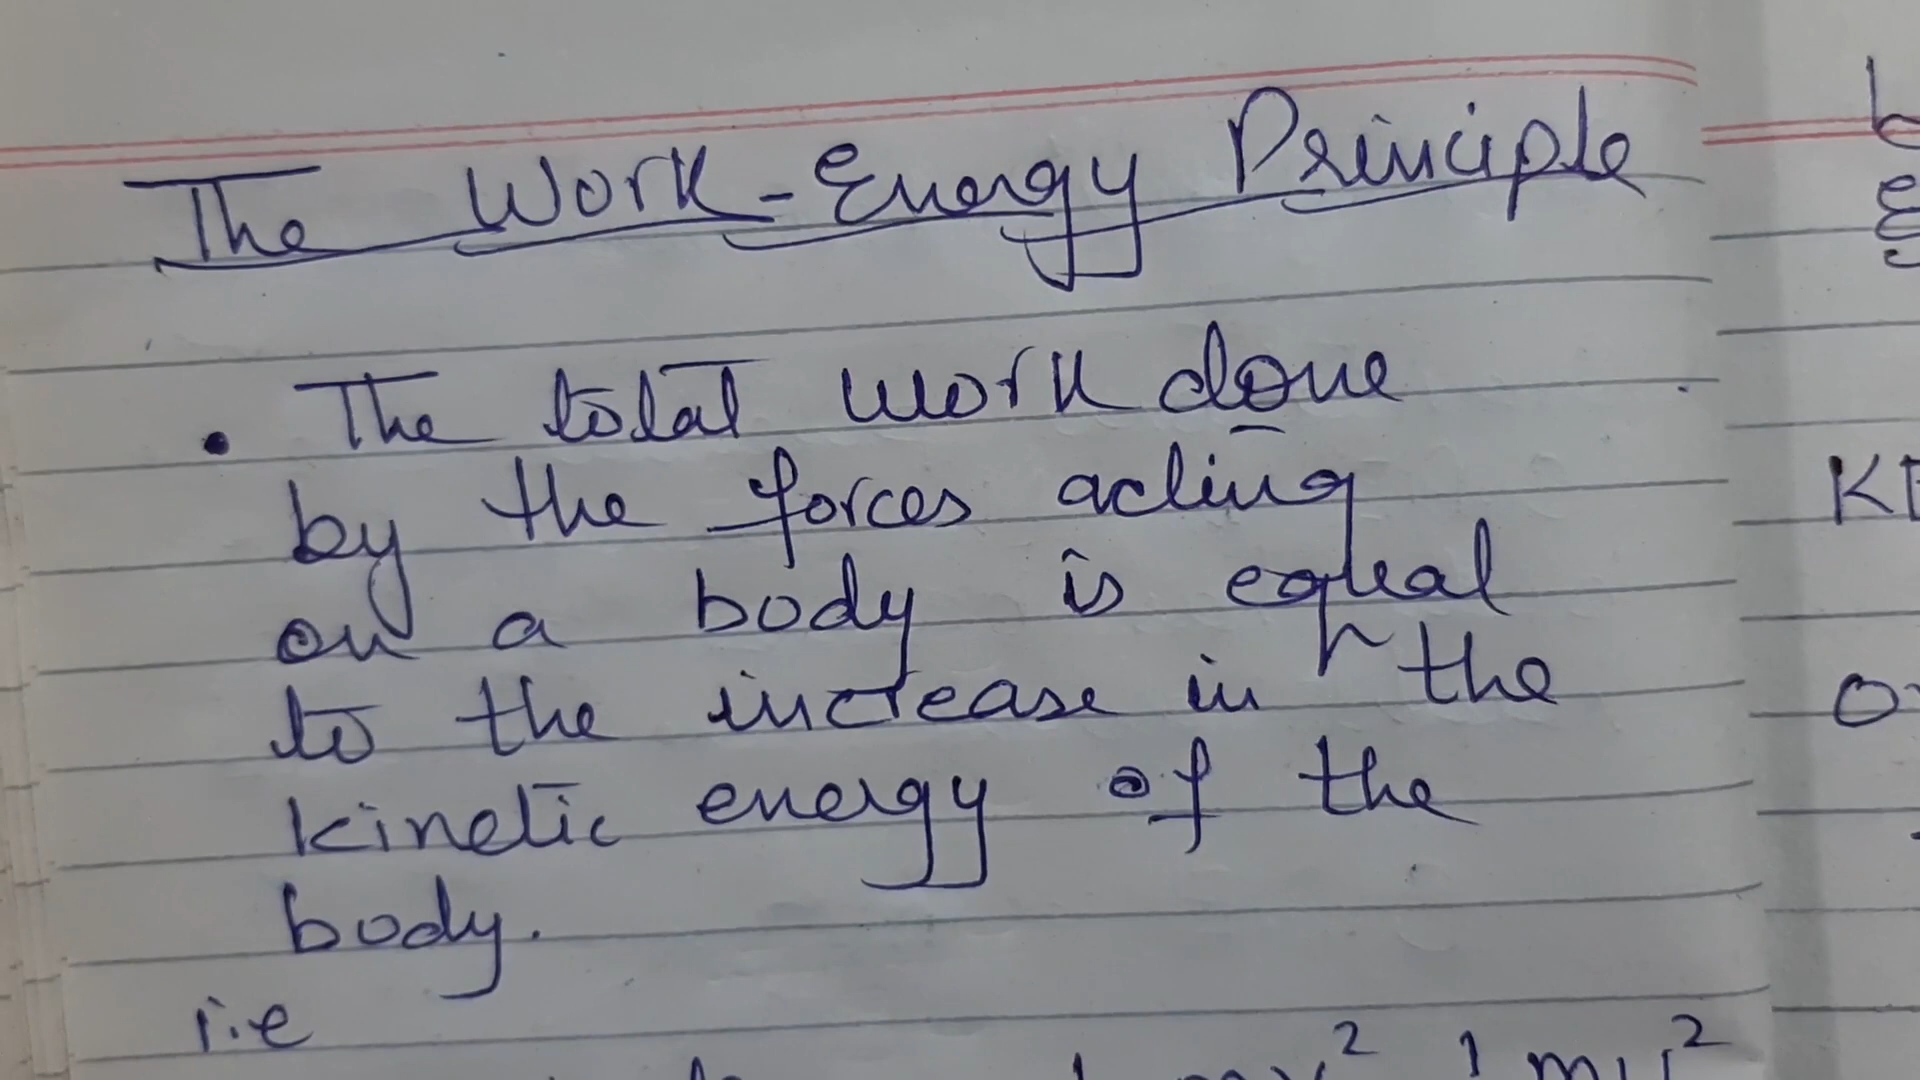 The Work-Energy Principle
• The total work done
by the forces acting
on a body is equal
to the increase in the
kinetic energy of the
body.
i.e